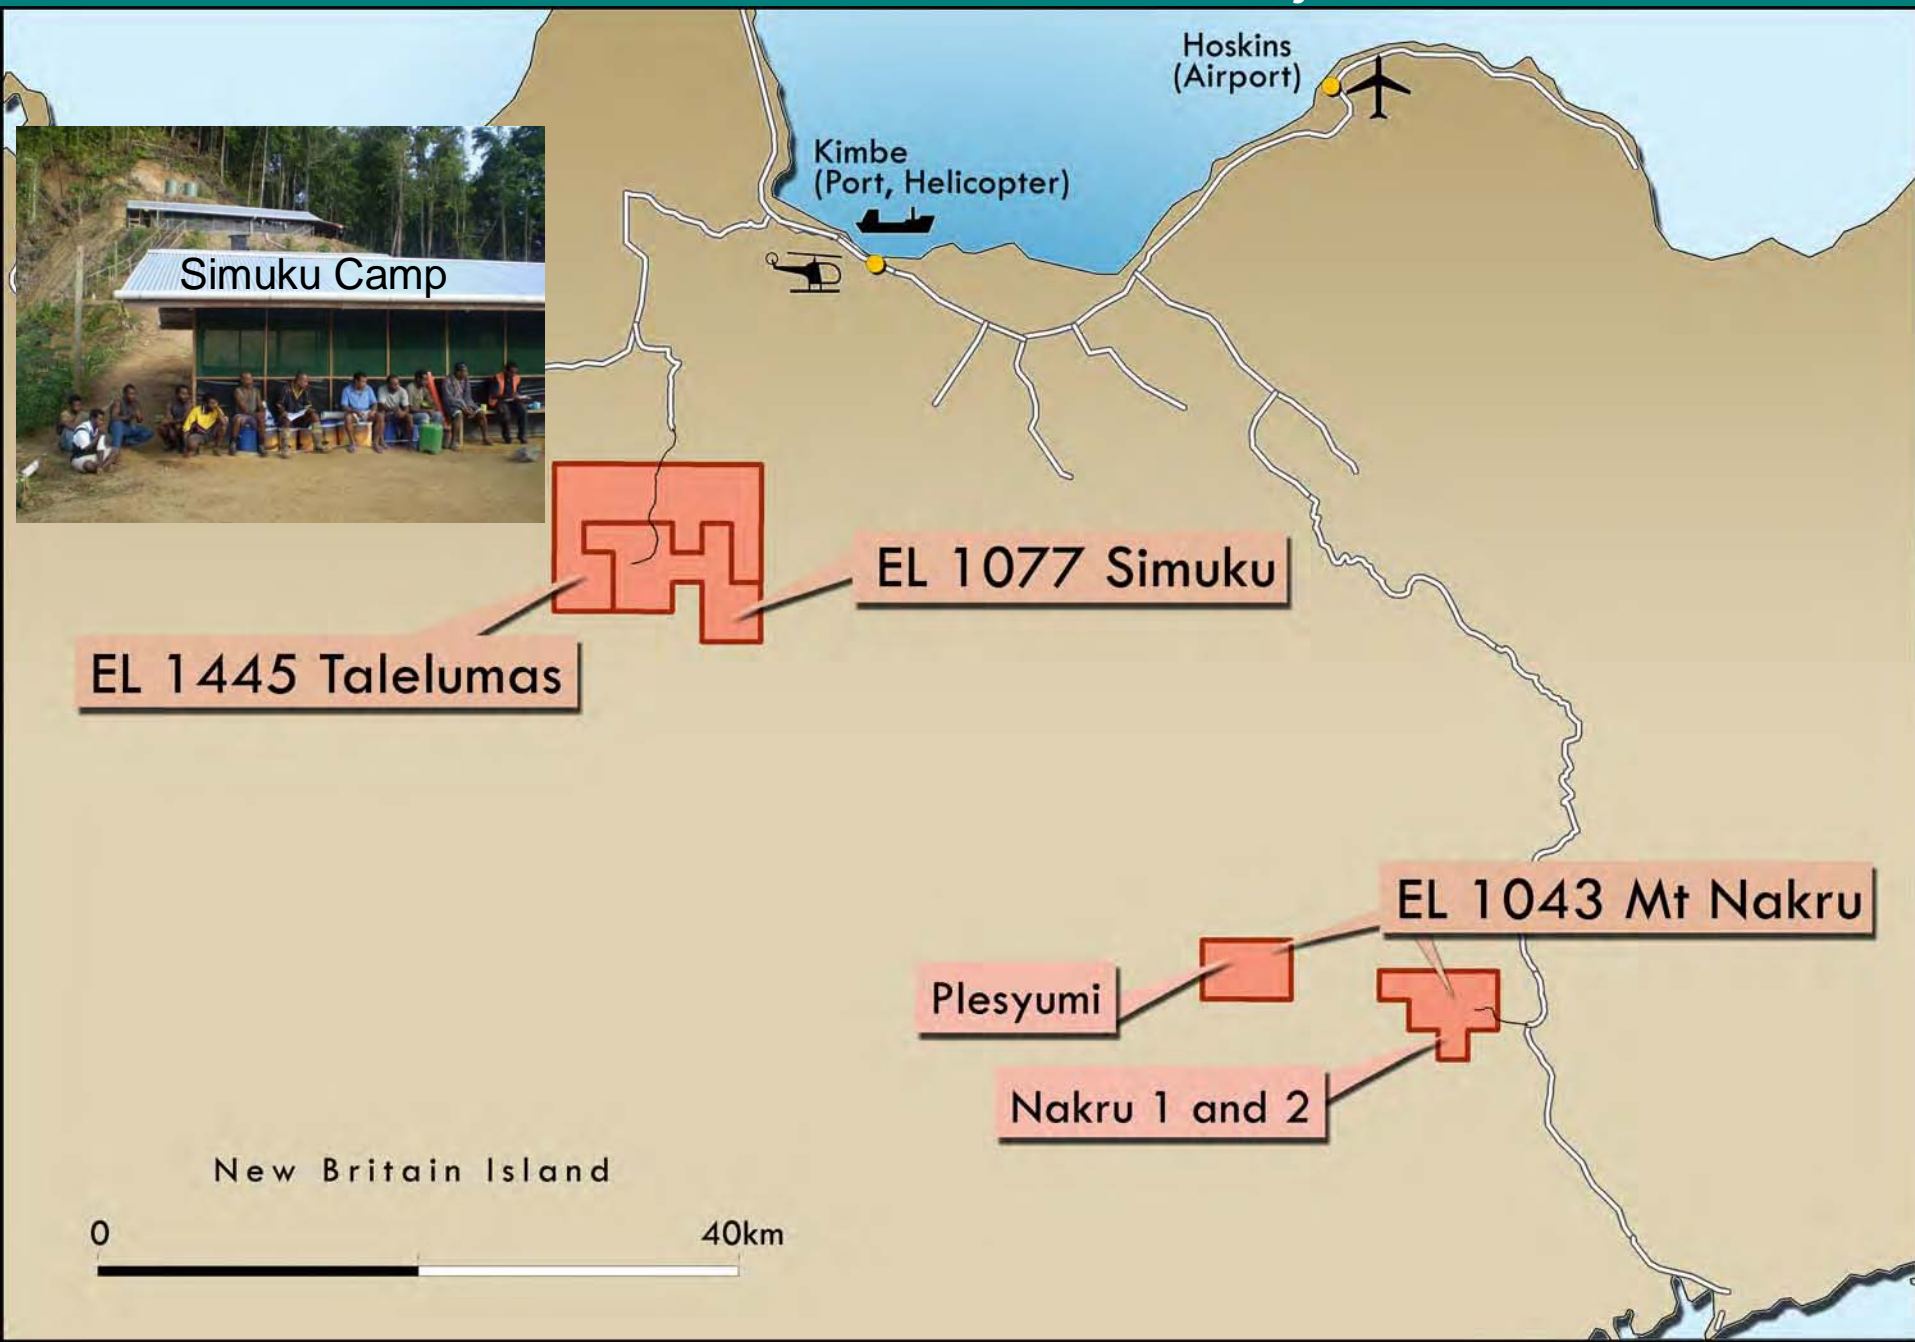 Hoskins
(Airport)
Kimbe
(Port, Helicopter)
Simuku Camp
EL 1077 Simuku
EL 1445 Talelumas
EL 1043 Mt Nakru
Plesyumi
Nakru 1 and 2
New Britain Island
0 40km